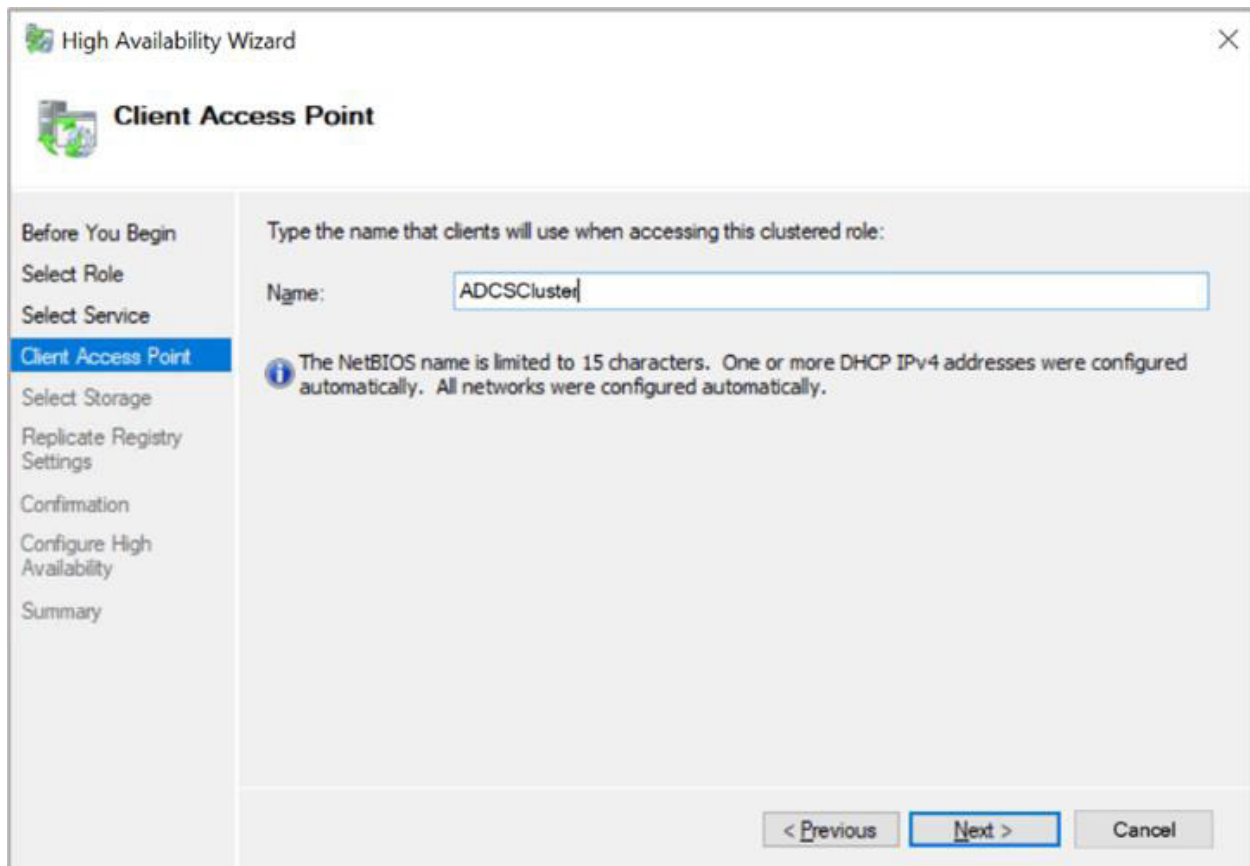 High Availability Wizard
Client Access Point
Before You Begin
Select Role
Select Service
Client Access Point
Select Storage
Replicate Registry
Settings
Confirmation
Configure High
Availability
Summary
Type the name that clients will use when accessing this clustered role:
Name:
ADCSCluster
The NetBIOS name is limited to 15 characters. One or more DHCP IPv4 addresses were configured
automatically. All networks were configured automatically.
< Previous
Next >
Cancel